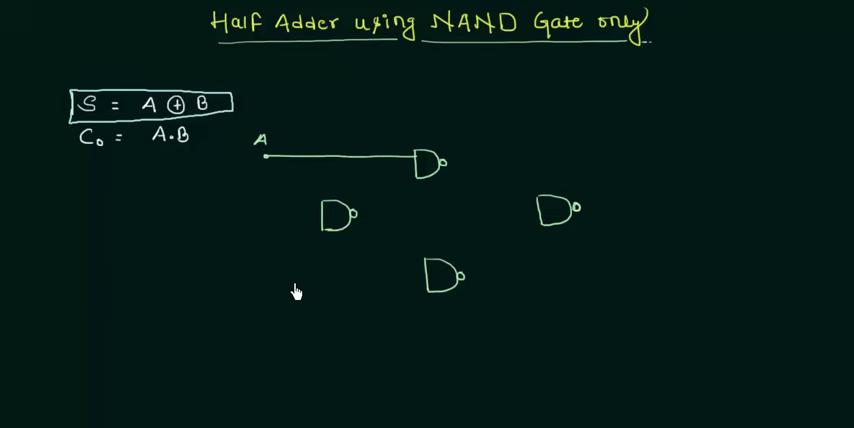 Half Adder using NAND Gate only
S = A ⊕ B
C₀ = A.B
A